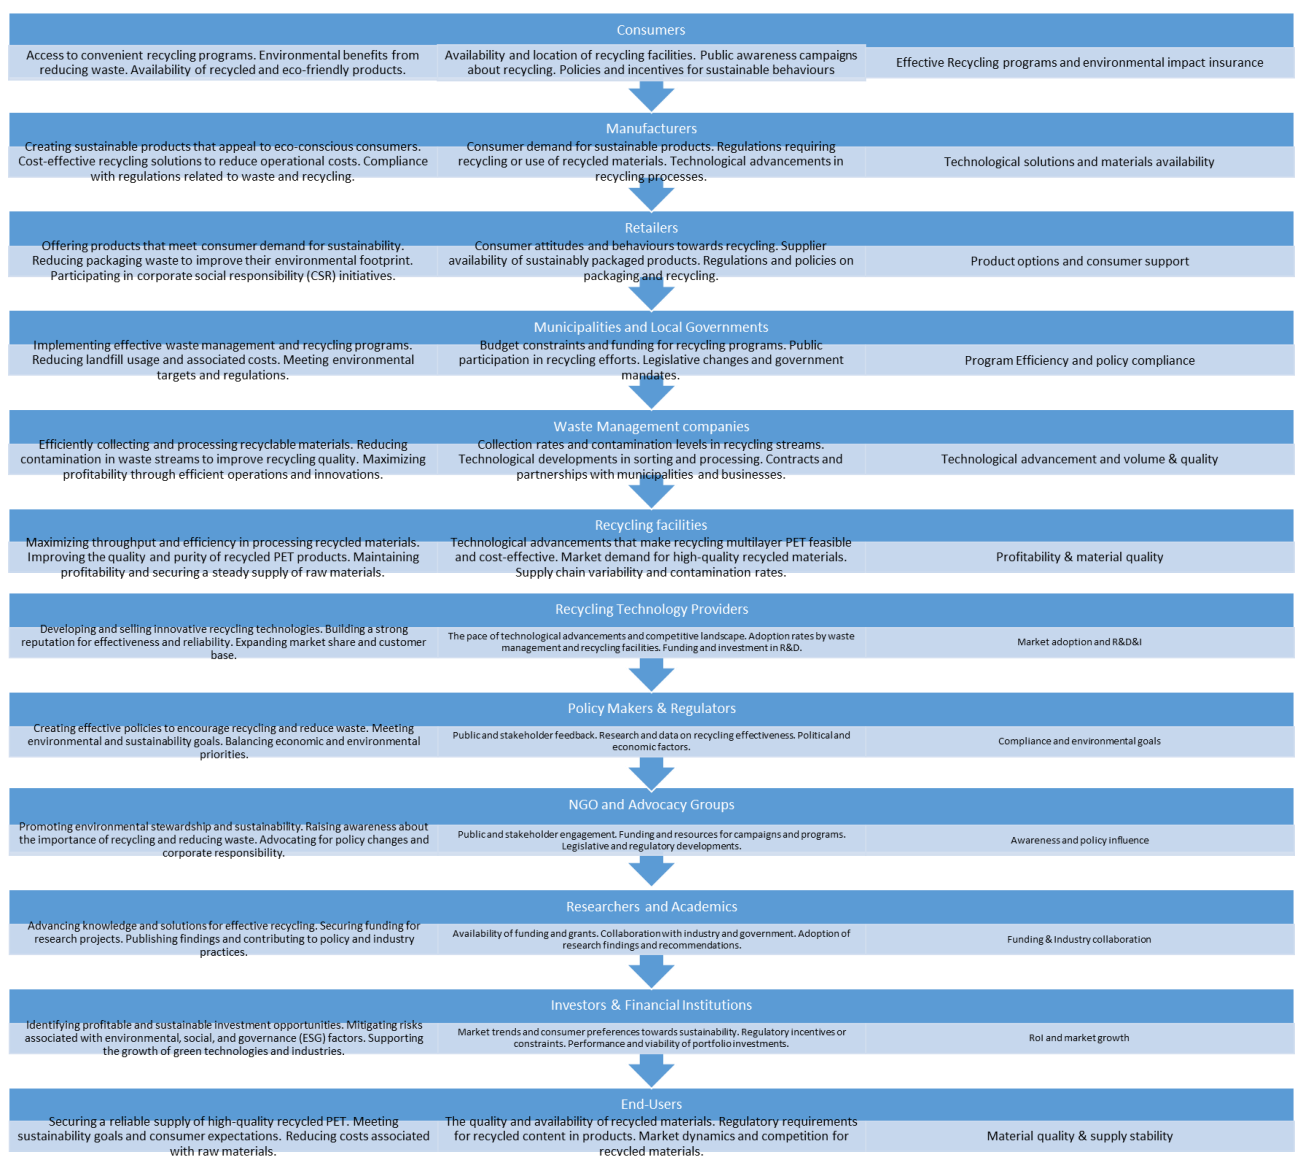 Consumers
Access to convenient recycling programs. Environmental benefits from
reducing waste. Availability of recycled and eco-friendly products.
Availability and location of recycling facilities. Public awareness campaigns
about recycling. Policies and incentives for sustainable behaviours
Effective Recycling programs and environmental impact insurance
Manufacturers
Creating sustainable products that appeal to eco-conscious consumers.
Cost-effective recycling solutions to reduce operational costs. Compliance
with regulations related to waste and recycling.
Consumer demand for sustainable products. Regulations requiring
recycling or use of recycled materials. Technological advancements in
recycling processes.
Technological solutions and materials availability
Retailers
Offering products that meet consumer demand for sustainability.
Reducing packaging waste to improve their environmental footprint.
Participating in corporate social responsibility (CSR) initiatives.
Consumer attitudes and behaviours towards recycling. Supplier
availability of sustainably packaged products. Regulations and policies on
packaging and recycling.
Product options and consumer support
Municipalities and Local Governments
Implementing effective waste management and recycling programs.
Reducing landfill usage and associated costs. Meeting environmental
targets and regulations.
Budget constraints and funding for recycling programs. Public
participation in recycling efforts. Legislative changes and government
mandates.
Program Efficiency and policy compliance
Waste Management companies
Efficiently collecting and processing recyclable materials. Reducing
contamination in waste streams to improve recycling quality. Maximizing
profitability through efficient operations and innovations.
Collection rates and contamination levels in recycling streams.
Technological developments in sorting and processing. Contracts and
partnerships with municipalities and businesses.
Technological advancement and volume & quality
Recycling facilities
Maximizing throughput and efficiency in processing recycled materials.
Improving the quality and purity of recycled PET products. Maintaining
profitability and securing a steady supply of raw materials.
Technological advancements that make recycling multilayer PET feasible
and cost-effective. Market demand for high-quality recycled materials.
Supply chain variability and contamination rates.
Profitability & material quality
Recycling Technology Providers
Developing and selling innovative recycling technologies. Building a strong
reputation for effectiveness and reliability. Expanding market share and customer
base.
The pace of technological advancements and competitive landscape. Adoption rates by waste
management and recycling facilities. Funding and investment in R&D.
Market adoption and R&D&I
Policy Makers & Regulators
Creating effective policies to encourage recycling and reduce waste. Meeting
environmental and sustainability goals. Balancing economic and environmental
priorities.
Public and stakeholder feedback. Research and data on recycling effectiveness. Political and
economic factors.
Compliance and environmental goals
NGO and Advocacy Groups
Promoting environmental stewardship and sustainability. Raising awareness about
the importance of recycling and reducing waste. Advocating for policy changes and
corporate responsibility.
Public and stakeholder engagement. Funding and resources for campaigns and programs.
Legislative and regulatory developments.
Awareness and policy influence
Researchers and Academics
Advancing knowledge and solutions for effective recycling. Securing funding for
research projects. Publishing findings and contributing to policy and industry
practices.
Availability of funding and grants. Collaboration with industry and government. Adoption of
research findings and recommendations.
Funding & Industry collaboration
Investors & Financial Institutions
Identifying profitable and sustainable investment opportunities. Mitigating risks
associated with environmental, social, and governance (ESG) factors. Supporting
the growth of green technologies and industries.
Market trends and consumer preferences towards sustainability. Regulatory incentives or
constraints. Performance and viability of portfolio investments.
RoI and market growth
End-Users
Securing a reliable supply of high-quality recycled PET. Meeting
sustainability goals and consumer expectations. Reducing costs associated
with raw materials.
The quality and availability of recycled materials. Regulatory requirements
for recycled content in products. Market dynamics and competition for
recycled materials.
Material quality & supply stability